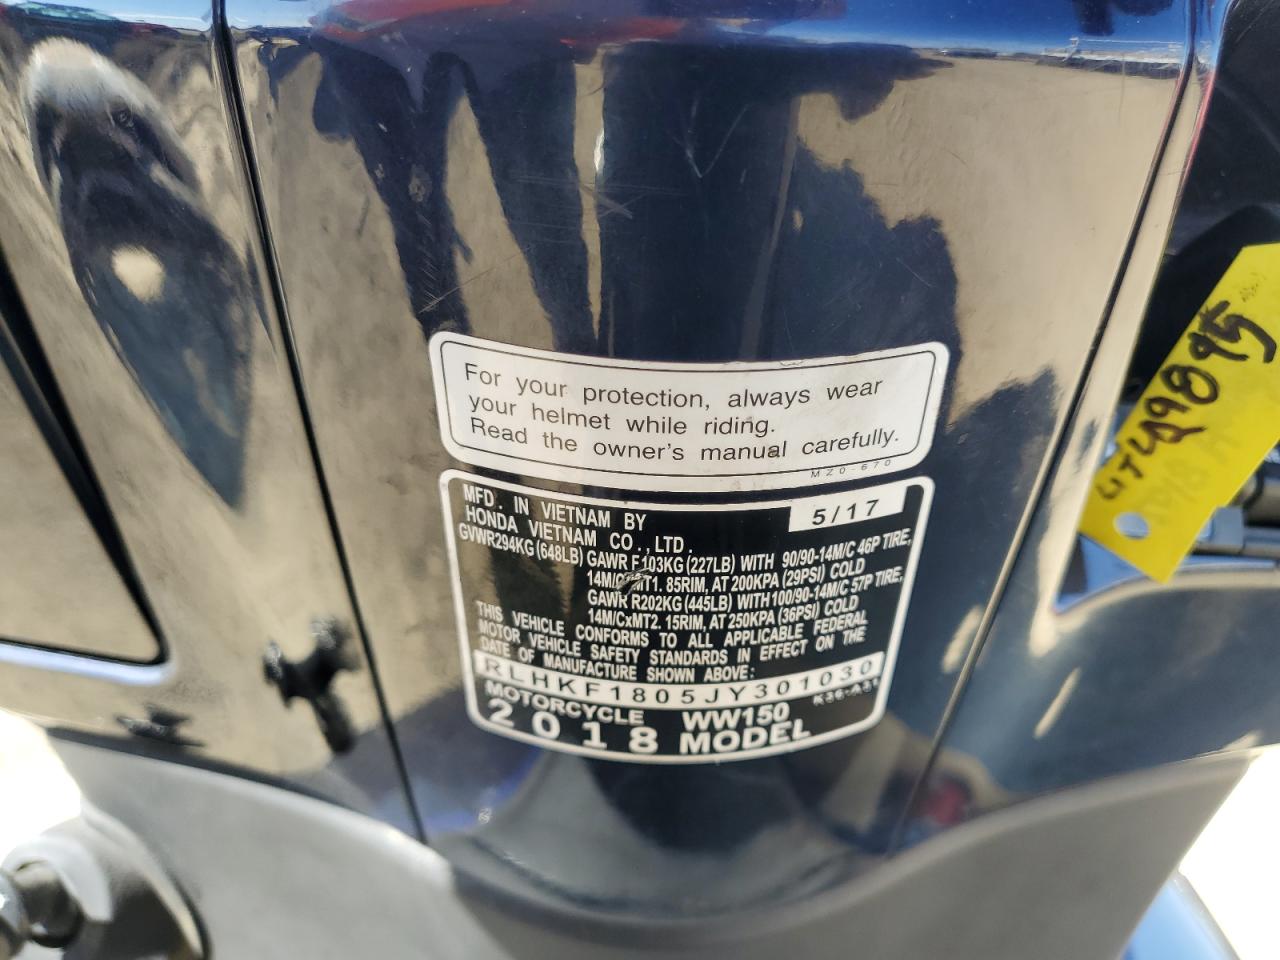 For your protection, always wear
your helmet while riding.
Read the owner's manual carefully.
MZ0-670
MFD. IN VIETNAM BY
5/17
HONDA VIETNAM CO.,LTD.
GVWR294KG(648LB) GAWR F103KG(227LB) WITH 90/90-14M/C 46P TIRE,
1.85RIM, AT 200KPA (29PSI) COLD
GAWR R202KG(445LB) WITH100/90-14M/C 57P TIRE,
14M/CxMT2.15RIM, AT 250KPA (36PSI) COLD
THIS VEHICLE CONFORMS TO ALL APPLICABLE FEDERAL
MOTOR VEHICLE SAFETY STANDARDS IN EFFECT ON THE
DATE OF MANUFACTURE SHOWN ABOVE:
RLHKF1805JY301030
MOTORCYCLE WW150
2018 MODEL